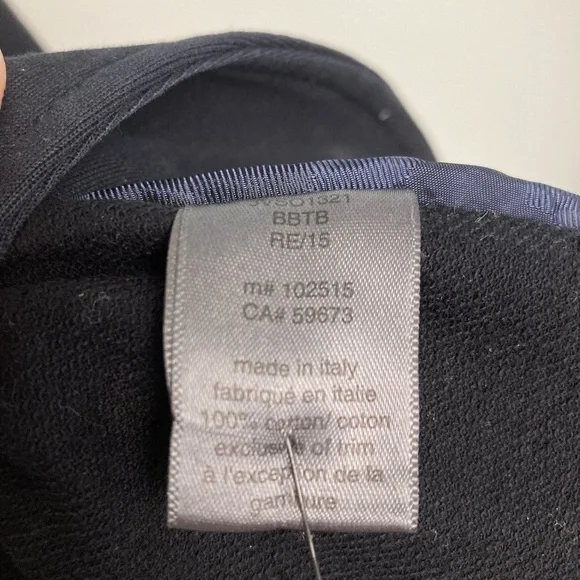 BBTB
RE/15
m# 102515
CA# 59673
made in italy
fabriqué en italie
100% cotton/ coton
exclusive of trim
à l'exception de la
garniture